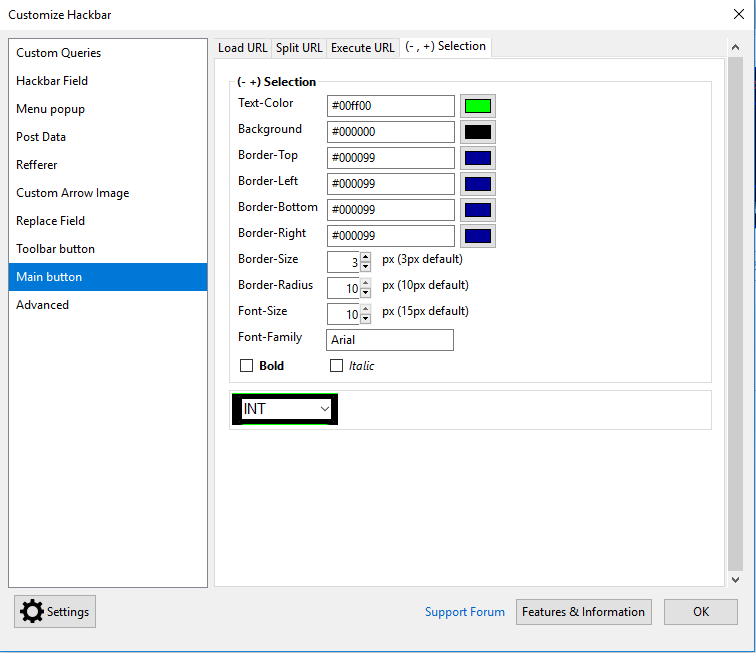 Customize Hackbar
Custom Queries
Hackbar Field
Menu popup
Post Data
Refferer
Custom Arrow Image
Replace Field
Toolbar button
Main button
Advanced
Load URL Split URL Execute URL (- , +) Selection
(- +) Selection
Text-Color #00ff00
Background #000000
Border-Top #000099
Border-Left #000099
Border-Bottom #000099
Border-Right #000099
Border-Size 3 px (3px default)
Border-Radius 10 px (10px default)
Font-Size 10 px (15px default)
Font-Family Arial
Bold Italic
INT
Settings Support Forum Features & Information OK